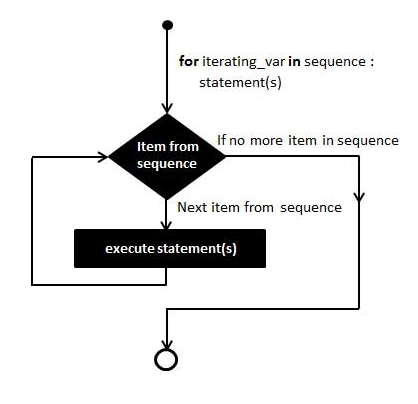 for iterating_var in sequence :
statement(s)
If no more item in sequence
Item from
sequence
Next item from sequence
execute statement(s)